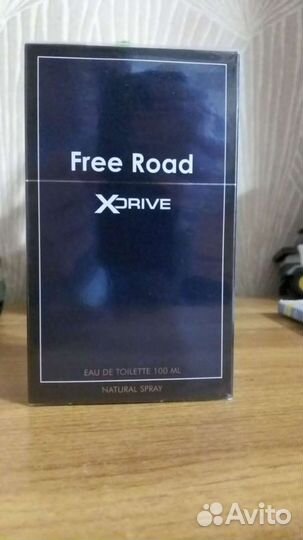 Free Road
XDRIVE
EAU DE TOILETTE 100 ML
NATURAL SPRAY
Avito